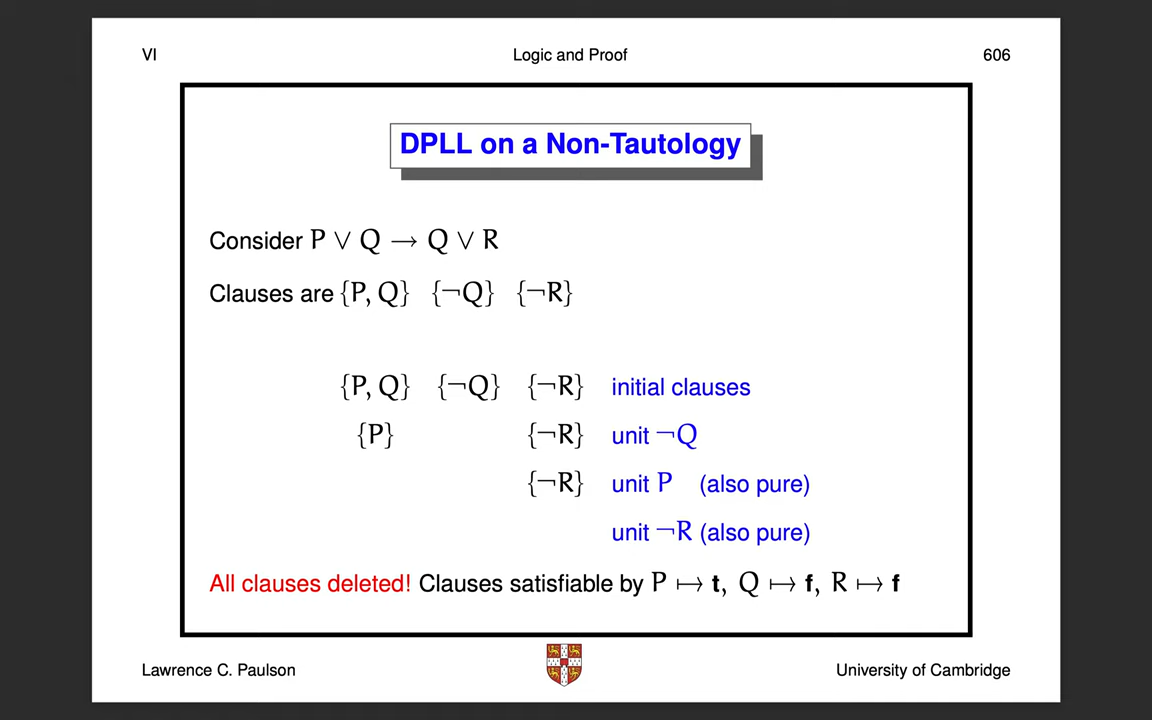 VI Logic and Proof 606
DPLL on a Non-Tautology
Consider P ∨ Q → Q ∨ R
Clauses are {P, Q} {¬Q} {¬R}
{P, Q} {¬Q} {¬R} initial clauses
{P} {¬R} unit ¬Q
{¬R} unit P (also pure)
unit ¬R (also pure)
All clauses deleted! Clauses satisfiable by P ↦ t, Q ↦ f, R ↦ f
Lawrence C. Paulson University of Cambridge